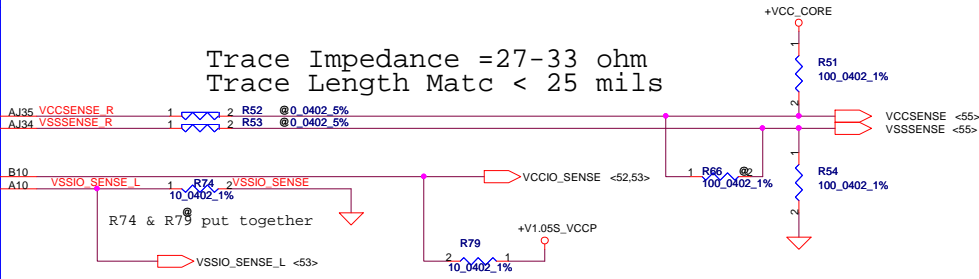 +VCC_CORE
Trace Impedance =27-33 ohm
Trace Length Matc < 25 mils
1
R51
100_0402_1%
2
AJ35 VCCSENSE_R 1 2 R52 @0_0402_5%
VCCSENSE <55>
AJ34 VSSSENSE_R 1 2 R53 @0_0402_5%
VSSSENSE <55>
1
1 R66 @ 2
100_0402_1%
R54
100_0402_1%
2
B10
VCCIO_SENSE <52,53>
A10 VSSIO_SENSE_L 1 R74 2 VSSIO_SENSE
10_0402_1%
@
R74 & R79 put together
+V1.05S_VCCP
R79
2 1
10_0402_1%
VSSIO_SENSE_L <53>